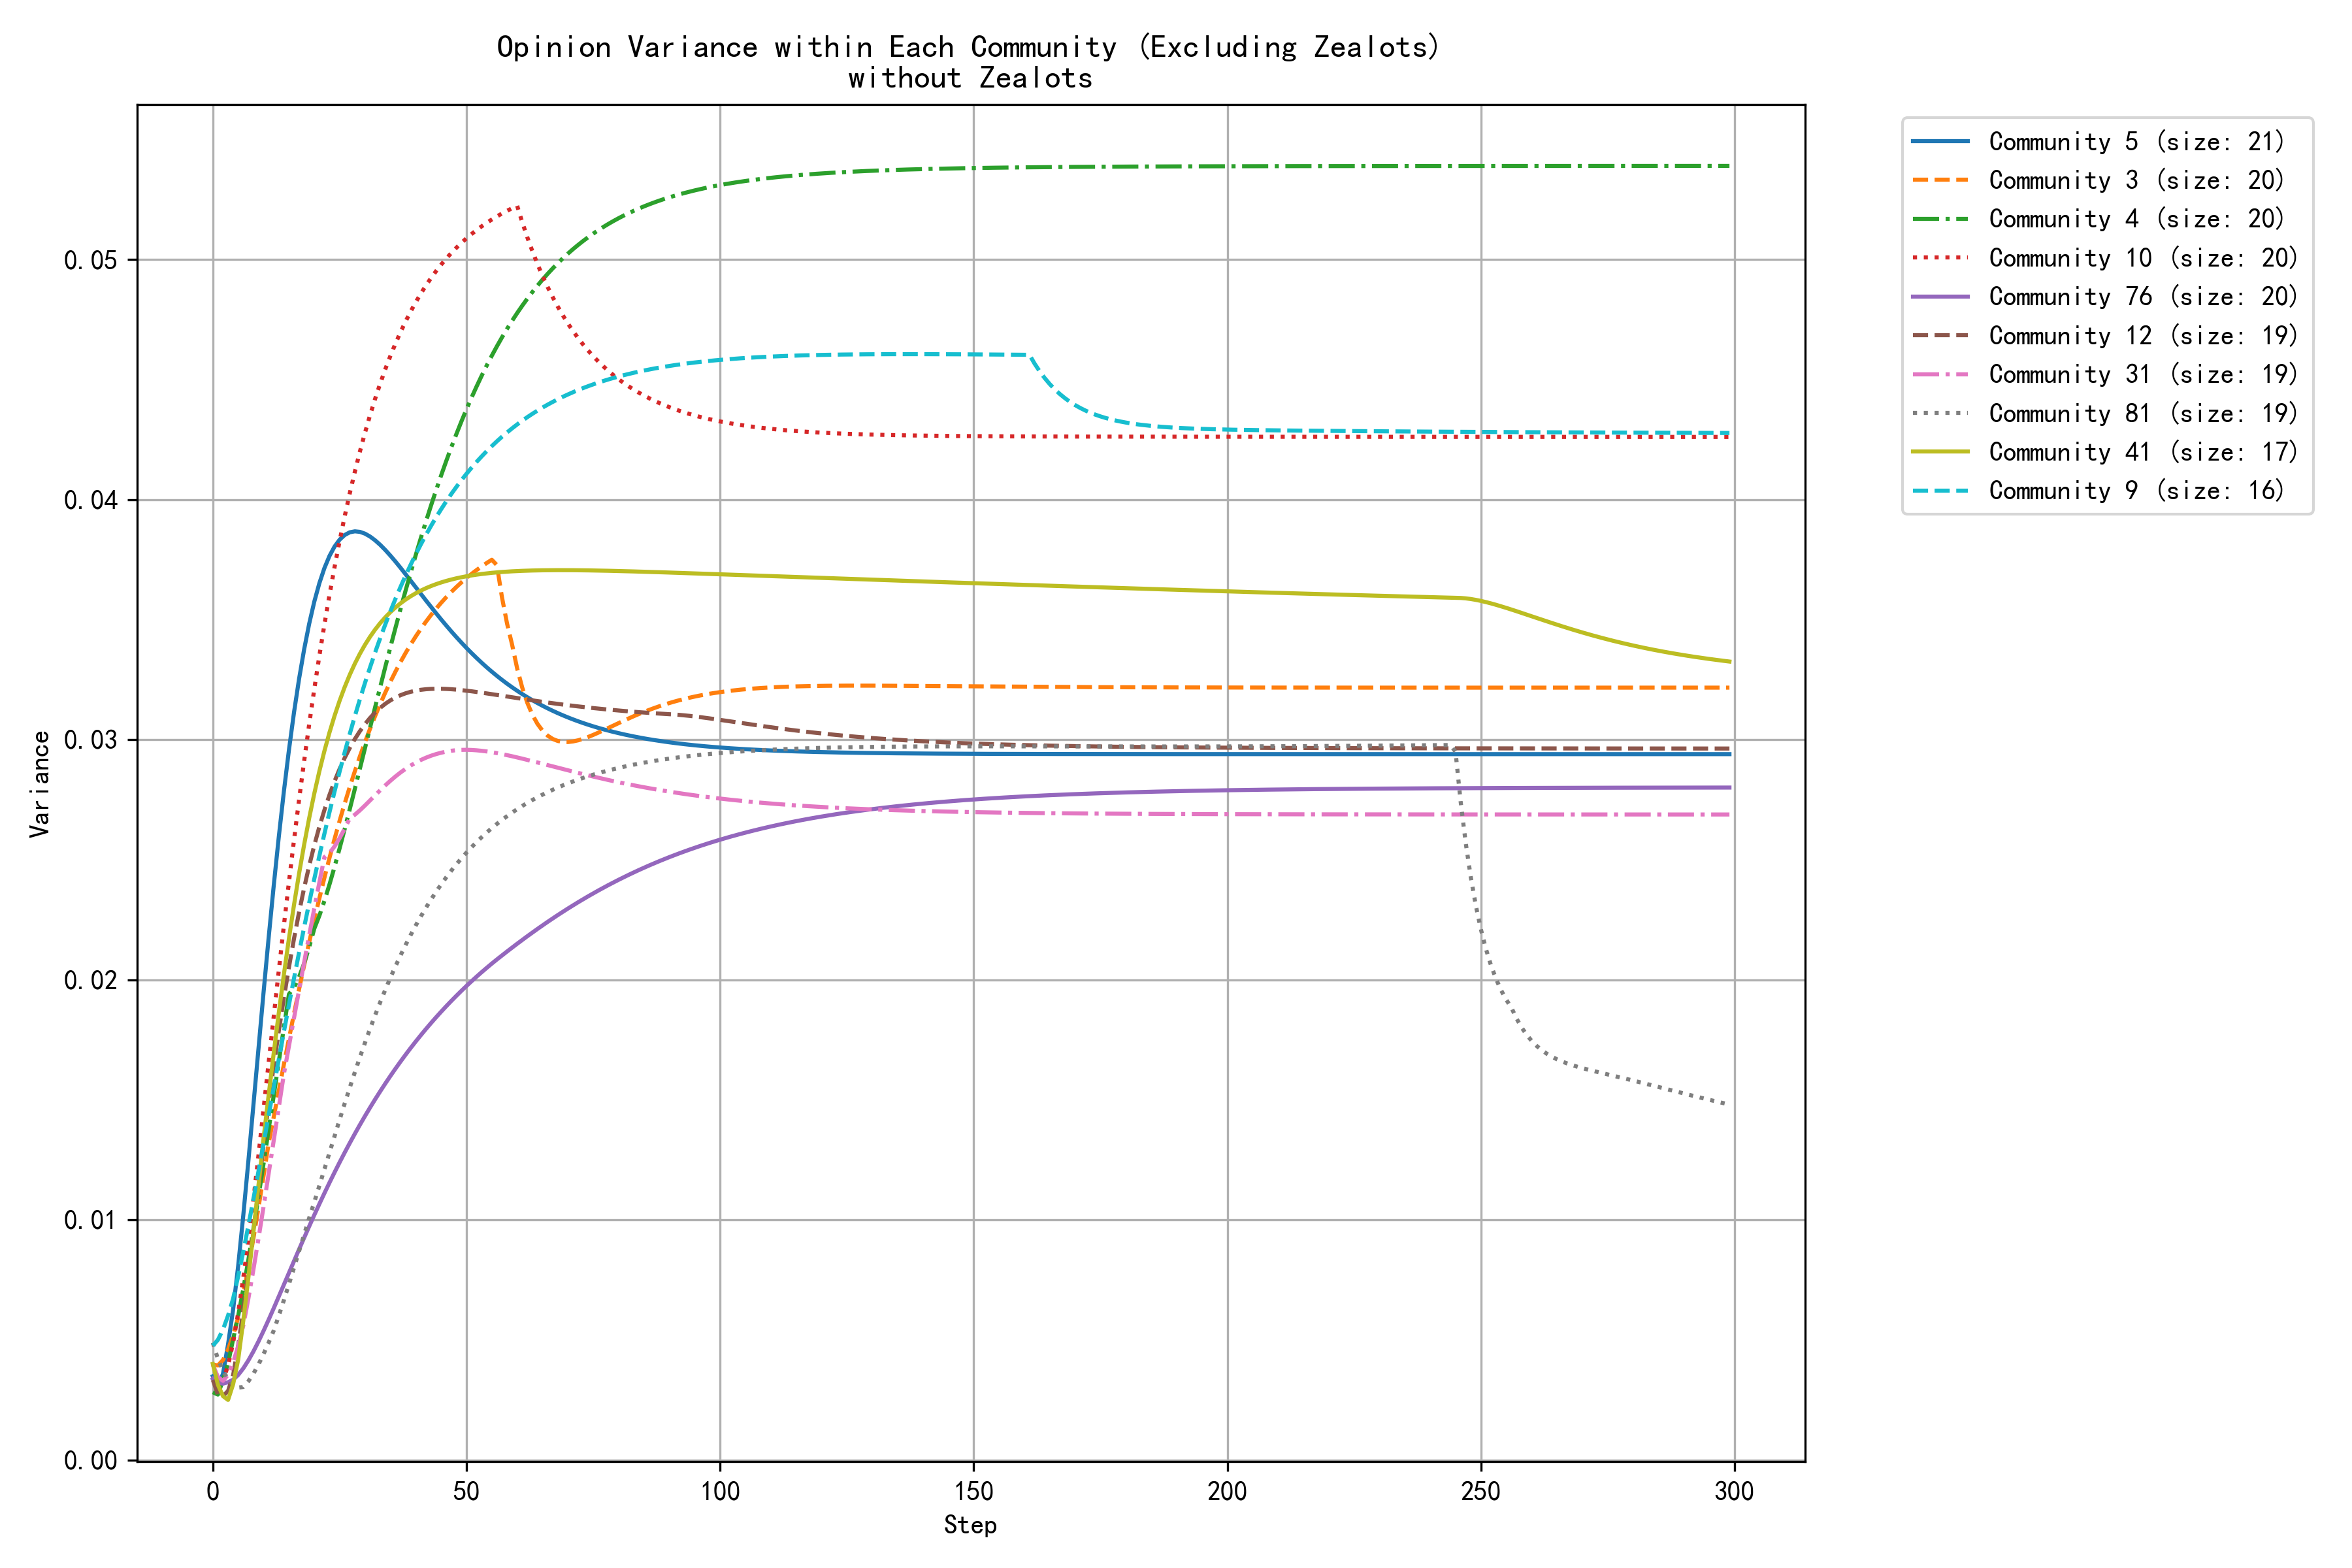 Opinion Variance within Each Community (Excluding Zealots)
without Zealots
Variance
0.05
0.04
0.03
0.02
0.01
0.00
0
50
100
150
200
250
300
Step
Community 5 (size: 21)
Community 3 (size: 20)
Community 4 (size: 20)
Community 10 (size: 20)
Community 76 (size: 20)
Community 12 (size: 19)
Community 31 (size: 19)
Community 81 (size: 19)
Community 41 (size: 17)
Community 9 (size: 16)